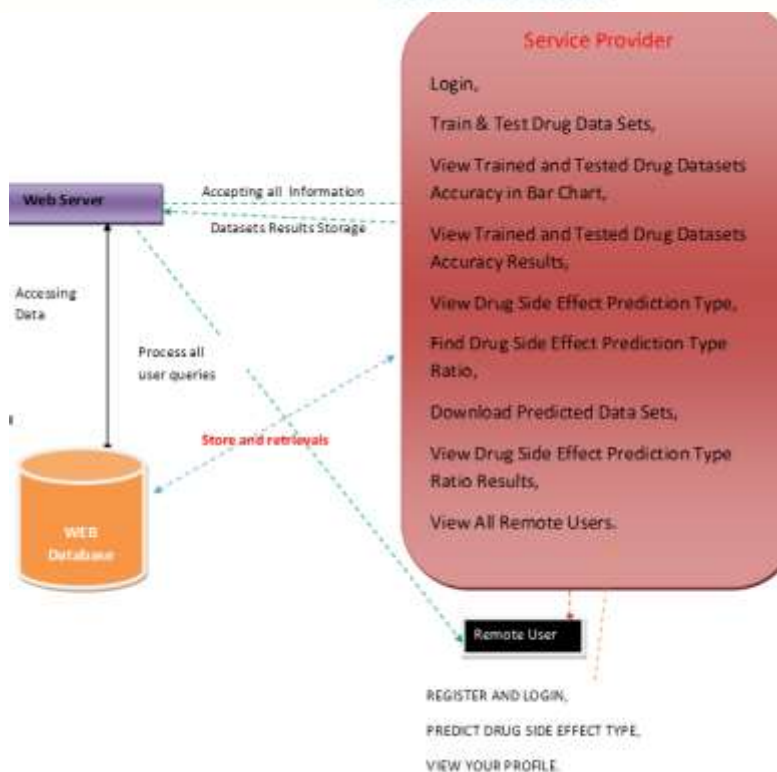 Service Provider
Login,
Train & Test Drug Data Sets,
View Trained and Tested Drug Datasets
Accuracy in Bar Chart,
View Trained and Tested Drug Datasets
Accuracy Results,
View Drug Side Effect Prediction Type,
Find Drug Side Effect Prediction Type
Ratio,
Download Predicted Data Sets,
View Drug Side Effect Prediction Type
Ratio Results,
View All Remote Users.
Web Server
Accepting all Information
Datasets Results Storage
Accessing
Data
Process all
user queries
Store and retrievals
WEB
Database
Remote User
REGISTER AND LOGIN,
PREDICT DRUG SIDE EFFECT TYPE,
VIEW YOUR PROFILE.